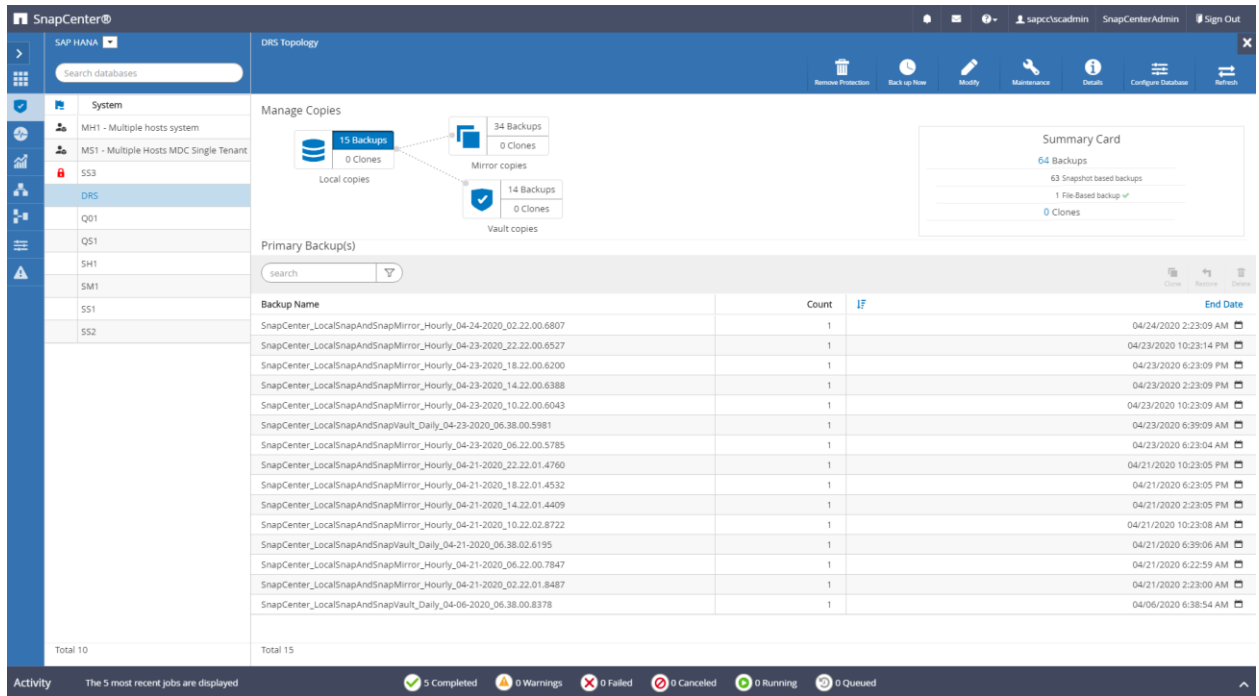 SnapCenter®
sapcc\scadmin SnapCenterAdmin Sign Out
SAP HANA
DRS Topology
Search databases
Remove Protection Back up Now Modify Maintenance Details Configure Database Refresh
System
MH1 - Multiple hosts system
MS1 - Multiple Hosts MDC Single Tenant
SS3
DRS
Q01
QS1
SH1
SM1
SS1
SS2
Total 10
Manage Copies
15 Backups
0 Clones
Local copies
34 Backups
0 Clones
Mirror copies
14 Backups
0 Clones
Vault copies
Summary Card
64 Backups
63 Snapshot based backups
1 File-Based backup
0 Clones
Primary Backup(s)
search
Clone Restore Delete
Backup Name Count End Date
SnapCenter_LocalSnapAndSnapMirror_Hourly_04-24-2020_02.22.00.6807 1 04/24/2020 2:23:09 AM
SnapCenter_LocalSnapAndSnapMirror_Hourly_04-23-2020_22.22.00.6527 1 04/23/2020 10:23:14 PM
SnapCenter_LocalSnapAndSnapMirror_Hourly_04-23-2020_18.22.00.6200 1 04/23/2020 6:23:09 PM
SnapCenter_LocalSnapAndSnapMirror_Hourly_04-23-2020_14.22.00.6388 1 04/23/2020 2:23:09 PM
SnapCenter_LocalSnapAndSnapMirror_Hourly_04-23-2020_10.22.00.6043 1 04/23/2020 10:23:09 AM
SnapCenter_LocalSnapAndSnapVault_Daily_04-23-2020_06.38.00.5981 1 04/23/2020 6:39:09 AM
SnapCenter_LocalSnapAndSnapMirror_Hourly_04-23-2020_06.22.00.5785 1 04/23/2020 6:23:04 AM
SnapCenter_LocalSnapAndSnapMirror_Hourly_04-21-2020_22.22.01.4760 1 04/21/2020 10:23:05 PM
SnapCenter_LocalSnapAndSnapMirror_Hourly_04-21-2020_18.22.01.4532 1 04/21/2020 6:23:05 PM
SnapCenter_LocalSnapAndSnapMirror_Hourly_04-21-2020_14.22.01.4409 1 04/21/2020 2:23:05 PM
SnapCenter_LocalSnapAndSnapMirror_Hourly_04-21-2020_10.22.02.8722 1 04/21/2020 10:23:08 AM
SnapCenter_LocalSnapAndSnapVault_Daily_04-21-2020_06.38.02.6195 1 04/21/2020 6:39:06 AM
SnapCenter_LocalSnapAndSnapMirror_Hourly_04-21-2020_06.22.00.7847 1 04/21/2020 6:22:59 AM
SnapCenter_LocalSnapAndSnapMirror_Hourly_04-21-2020_02.22.01.8487 1 04/21/2020 2:23:00 AM
SnapCenter_LocalSnapAndSnapVault_Daily_04-06-2020_06.38.00.8378 1 04/06/2020 6:38:54 AM
Total 15
Activity The 5 most recent jobs are displayed 5 Completed 0 Warnings 0 Failed 0 Canceled 0 Running 0 Queued